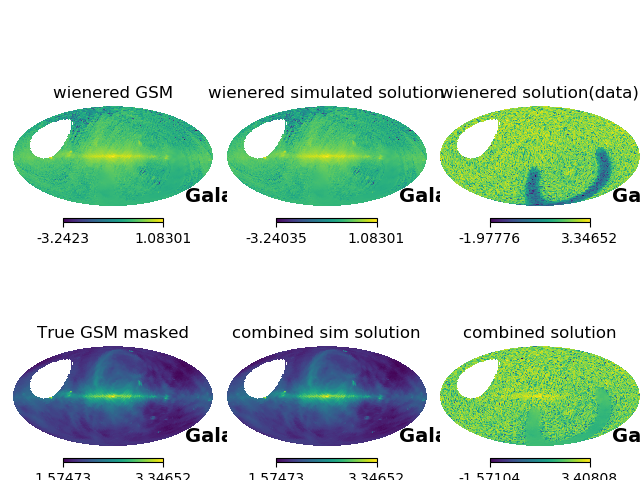 wienered GSM
wienered simulated solution
wienered solution(data)
Gala
Gala
Ga
-3.2423 1.08301
-3.24035 1.08301
-1.97776 3.34652
True GSM masked
combined sim solution
combined solution
Gala
Gala
Ga
1.57473 3.34652
1.57473 3.34652
-1.57104 3.40808